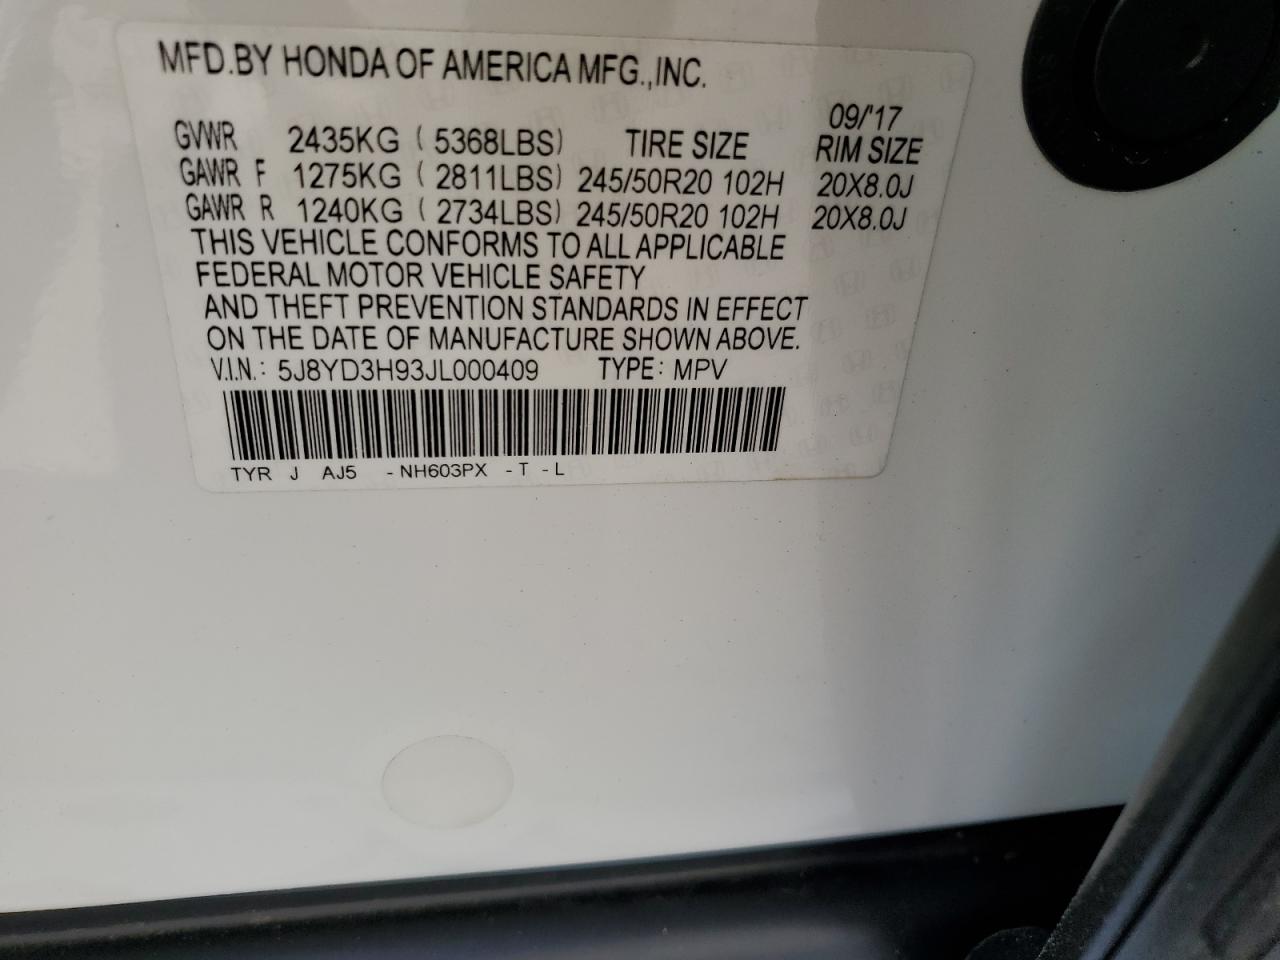 MFD.BY HONDA OF AMERICA MFG.,INC.
09/'17
GVWR 2435KG ( 5368LBS) TIRE SIZE RIM SIZE
GAWR F 1275KG ( 2811LBS) 245/50R20 102H 20X8.0J
GAWR R 1240KG ( 2734LBS) 245/50R20 102H 20X8.0J
THIS VEHICLE CONFORMS TO ALL APPLICABLE
FEDERAL MOTOR VEHICLE SAFETY
AND THEFT PREVENTION STANDARDS IN EFFECT
ON THE DATE OF MANUFACTURE SHOWN ABOVE.
V.I.N.: 5J8YD3H93JL000409 TYPE: MPV
TYR J AJ5 -NH603PX -T -L